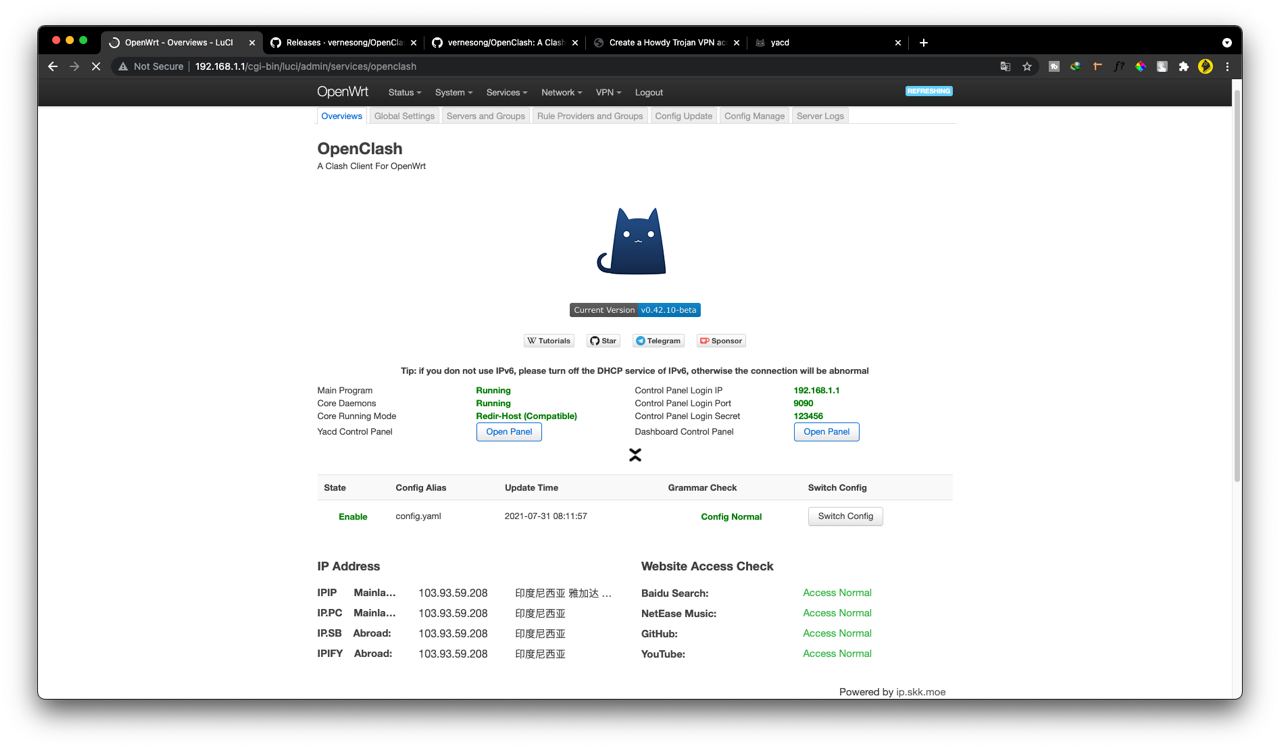 OpenWrt - Overviews - LuCI
Releases · vernesong/OpenCla
vernesong/OpenClash: A Clash
Create a Howdy Trojan VPN ac
yacd
Not Secure 192.168.1.1/cgi-bin/luci/admin/services/openclash
OpenWrt Status System Services Network VPN Logout REFRESHING
Overviews Global Settings Servers and Groups Rule Providers and Groups Config Update Config Manage Server Logs
OpenClash
A Clash Client For OpenWrt
Current Version v0.42.10-beta
Tutorials Star Telegram Sponsor
Tip: if you don not use IPv6, please turn off the DHCP service of IPv6, otherwise the connection will be abnormal
Main Program Running Control Panel Login IP 192.168.1.1
Core Daemons Running Control Panel Login Port 9090
Core Running Mode Redir-Host (Compatible) Control Panel Login Secret 123456
Yacd Control Panel Open Panel Dashboard Control Panel Open Panel
State Config Alias Update Time Grammar Check Switch Config
Enable config.yaml 2021-07-31 08:11:57 Config Normal Switch Config
IP Address Website Access Check
IPIP Mainla... 103.93.59.208 印度尼西亚 雅加达 ... Baidu Search: Access Normal
IP.PC Mainla... 103.93.59.208 印度尼西亚 NetEase Music: Access Normal
IP.SB Abroad: 103.93.59.208 印度尼西亚 GitHub: Access Normal
IPIFY Abroad: 103.93.59.208 印度尼西亚 YouTube: Access Normal
Powered by ip.skk.moe